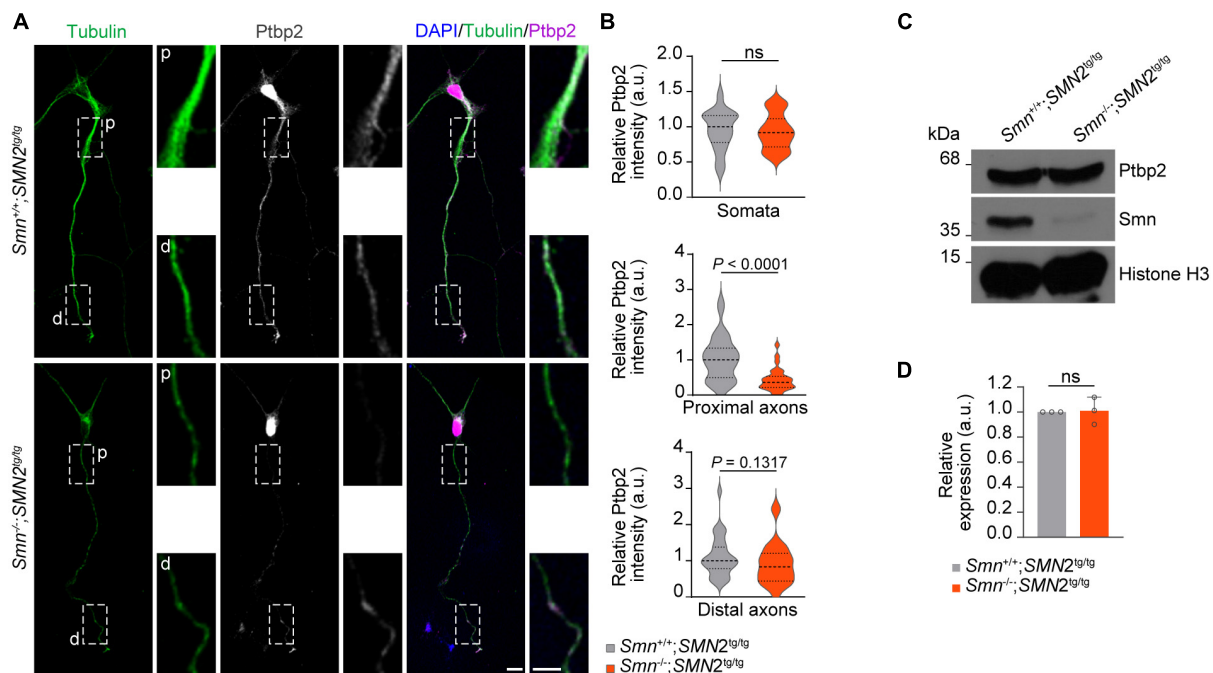 A
Tubulin
Ptbp2
DAPI/Tubulin/Ptbp2
Smn+/+;SMN2tg/tg
p
p
d
d
Smn-/-;SMN2tg/tg
p
p
d
d
B
Relative Ptbp2
intensity (a.u.)
2.0
1.5
1.0
0.5
0.0
ns
Somata
Relative Ptbp2
intensity (a.u.)
4
3
2
1
0
P < 0.0001
Proximal axons
Relative Ptbp2
intensity (a.u.)
4
3
2
1
0
P = 0.1317
Distal axons
Smn+/+;SMN2tg/tg
Smn-/-;SMN2tg/tg
C
Smn+/+;SMN2tg/tg
Smn-/-;SMN2tg/tg
kDa
68
Ptbp2
35
Smn
15
Histone H3
D
Relative
expression (a.u.)
1.2
1.0
0.8
0.6
0.4
0.2
0.0
ns
Smn+/+;SMN2tg/tg
Smn-/-;SMN2tg/tg